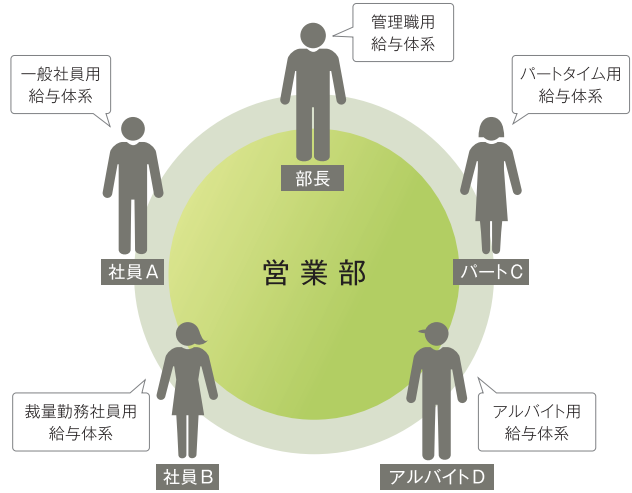 管理職用
給与体系
一般社員用
給与体系
パートタイム用
給与体系
部長
社員A
営業部
パートC
裁量勤務社員用
給与体系
アルバイト用
給与体系
社員B
アルバイトD